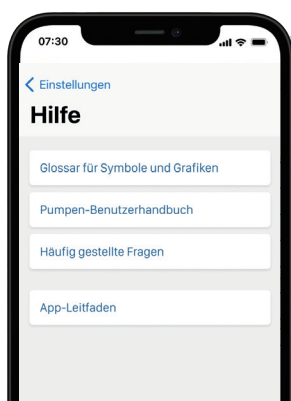 07:30
Einstellungen
Hilfe
Glossar für Symbole und Grafiken
Pumpen-Benutzerhandbuch
Häufig gestellte Fragen
App-Leitfaden